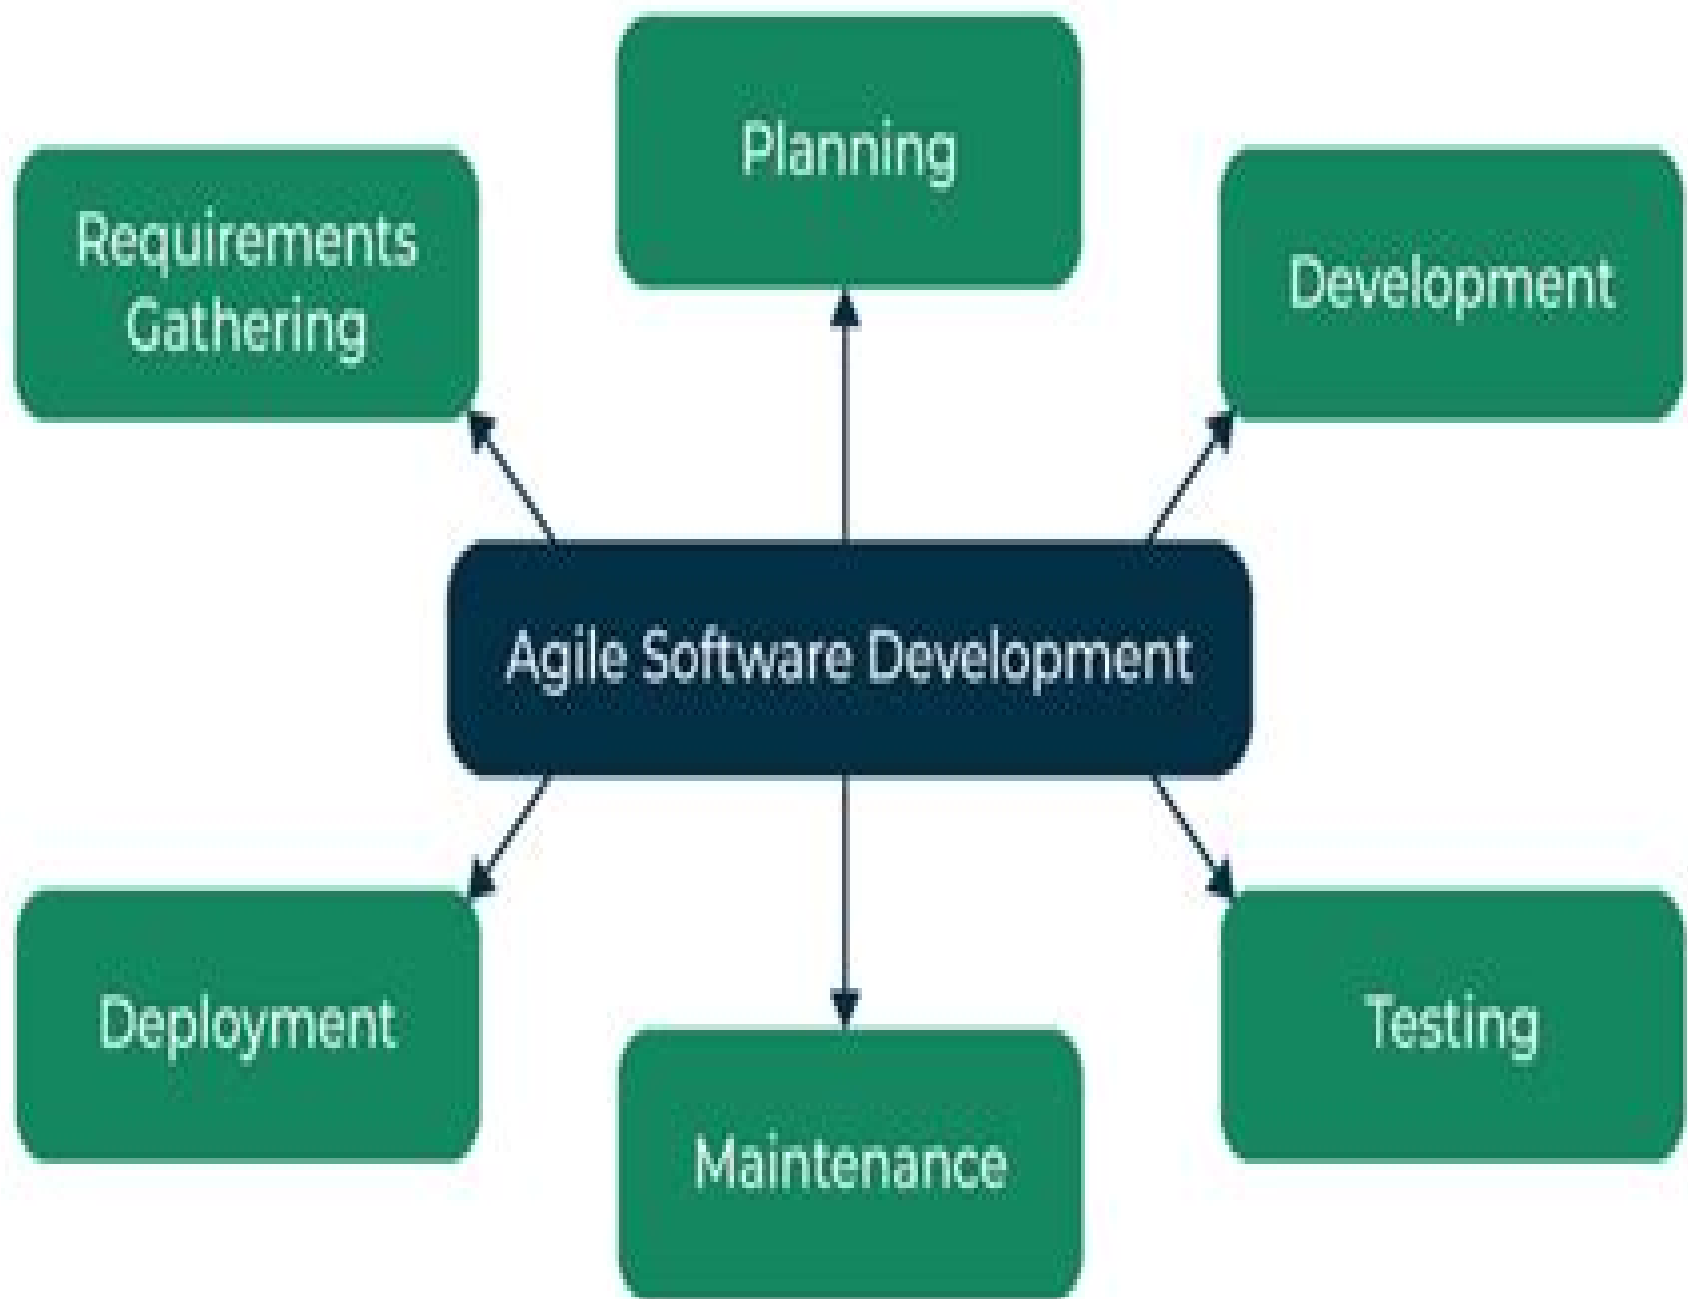 Planning
Requirements
Gathering
Development
Agile Software Development
Deployment
Testing
Maintenance